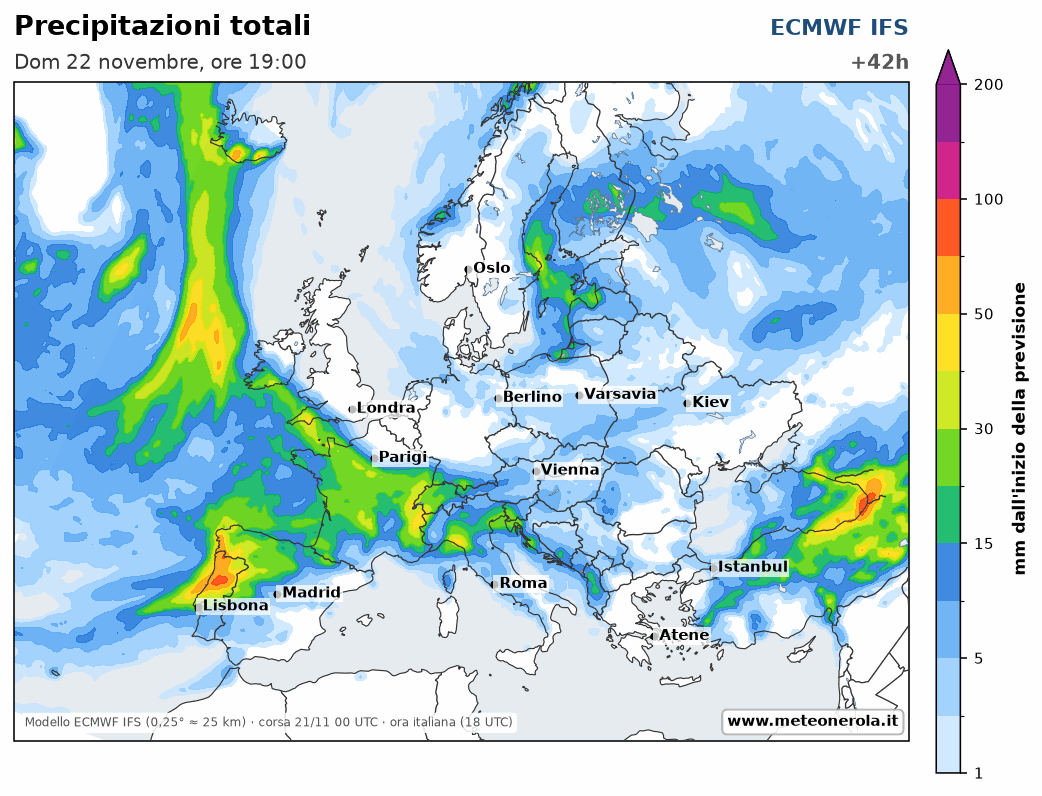 Precipitazioni totali
ECMWF IFS
Dom 22 novembre, ore 19:00
+42h
200
100
50
30
15
5
1
mm dall'inizio della previsione
Oslo
Berlino
Varsavia
Kiev
Londra
Parigi
Vienna
Istanbul
Roma
Madrid
Lisbona
Atene
Modello ECMWF IFS (0,25° ≈ 25 km) · corsa 21/11 00 UTC · ora italiana (18 UTC)
www.meteonerola.it